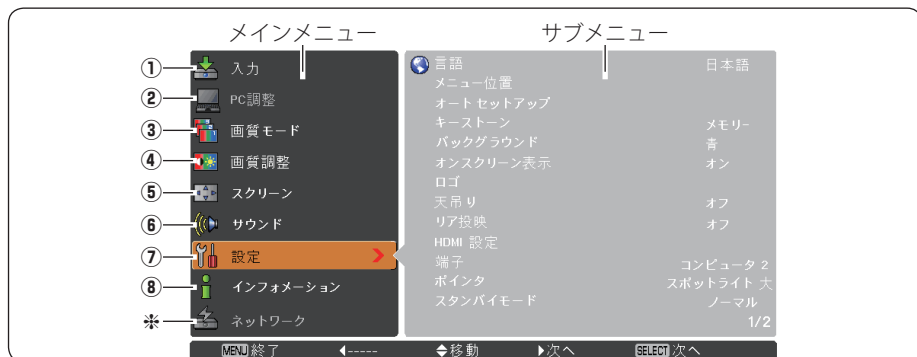 メインメニュー
サブメニュー
① 入力
② PC調整
③ 画質モード
④ 画質調整
⑤ スクリーン
⑥ サウンド
⑦ 設定
⑧ インフォメーション
※ ネットワーク
言語 日本語
メニュー位置
オートセットアップ
キーストーン メモリー
バックグラウンド 青
オンスクリーン表示 オン
ロゴ
天吊り オフ
リア投映 オフ
HDMI 設定
端子 コンピュータ 2
ポインタ スポットライト 大
スタンバイモード ノーマル
1/2
MENU 終了 ◀----- 移動 ▶次へ SELECT 次へ